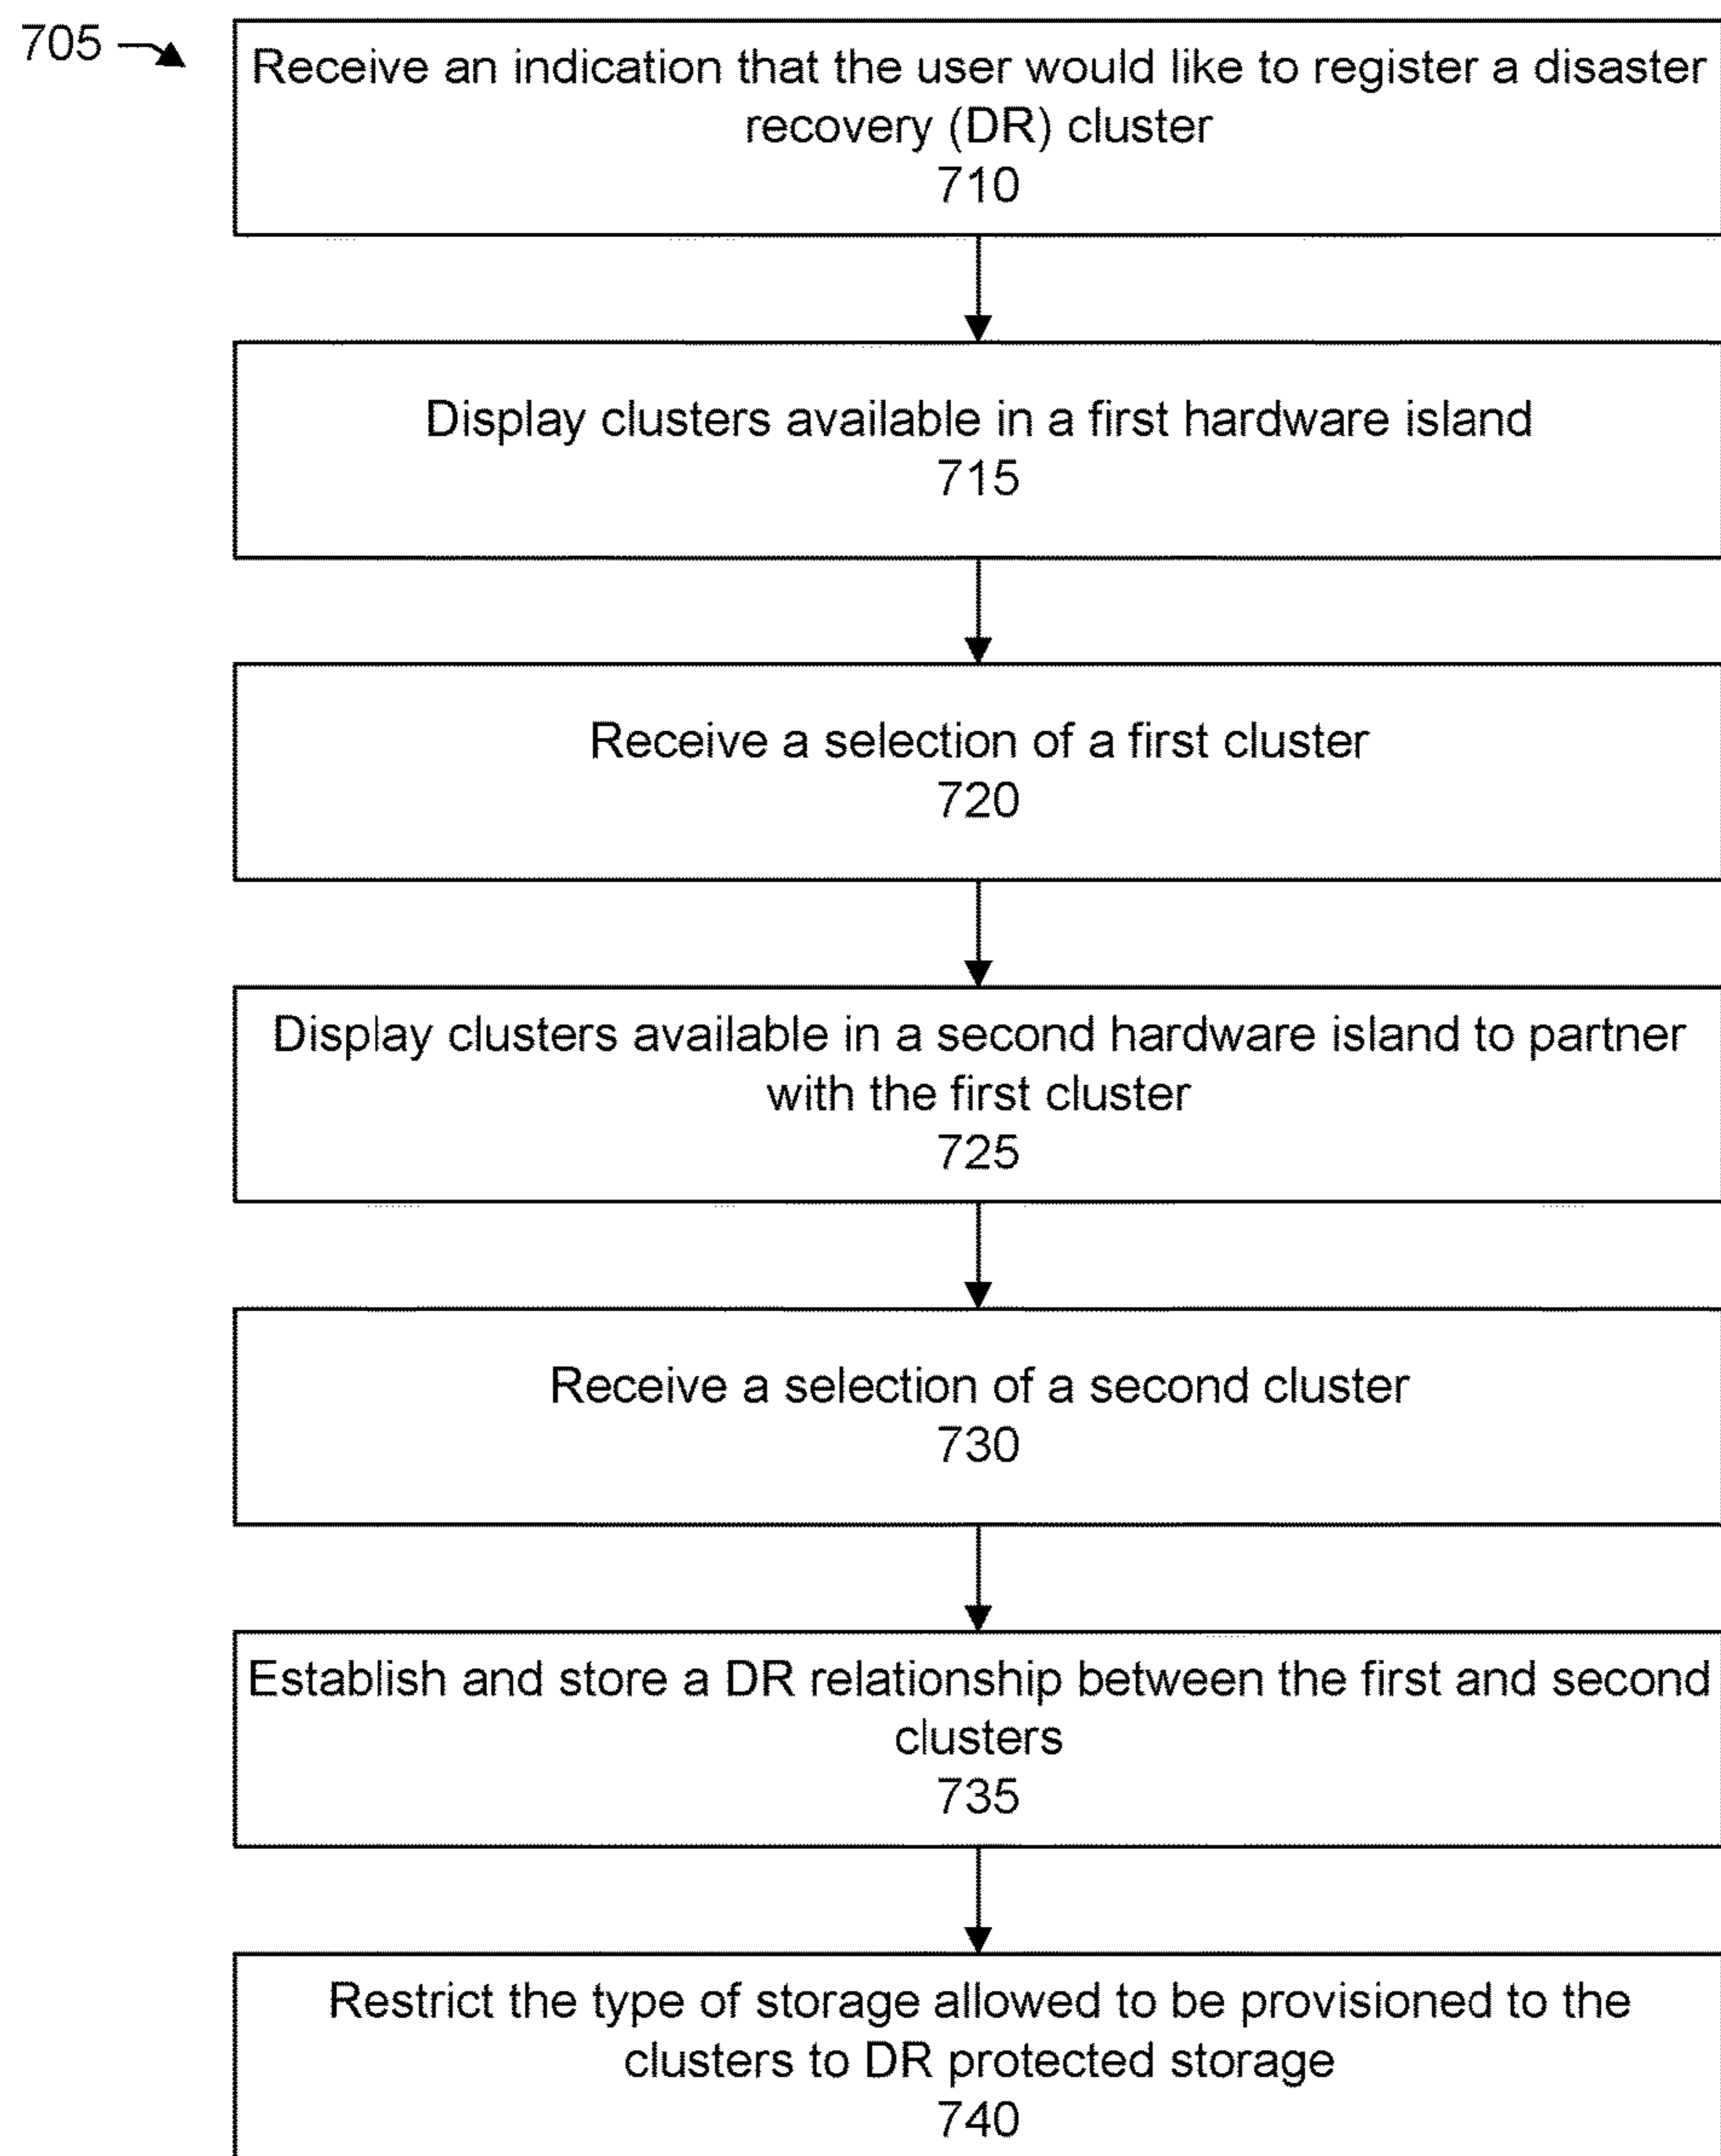 705
Receive an indication that the user would like to register a disaster
recovery (DR) cluster
710
Display clusters available in a first hardware island
715
Receive a selection of a first cluster
720
Display clusters available in a second hardware island to partner
with the first cluster
725
Receive a selection of a second cluster
730
Establish and store a DR relationship between the first and second
clusters
735
Restrict the type of storage allowed to be provisioned to the
clusters to DR protected storage
740